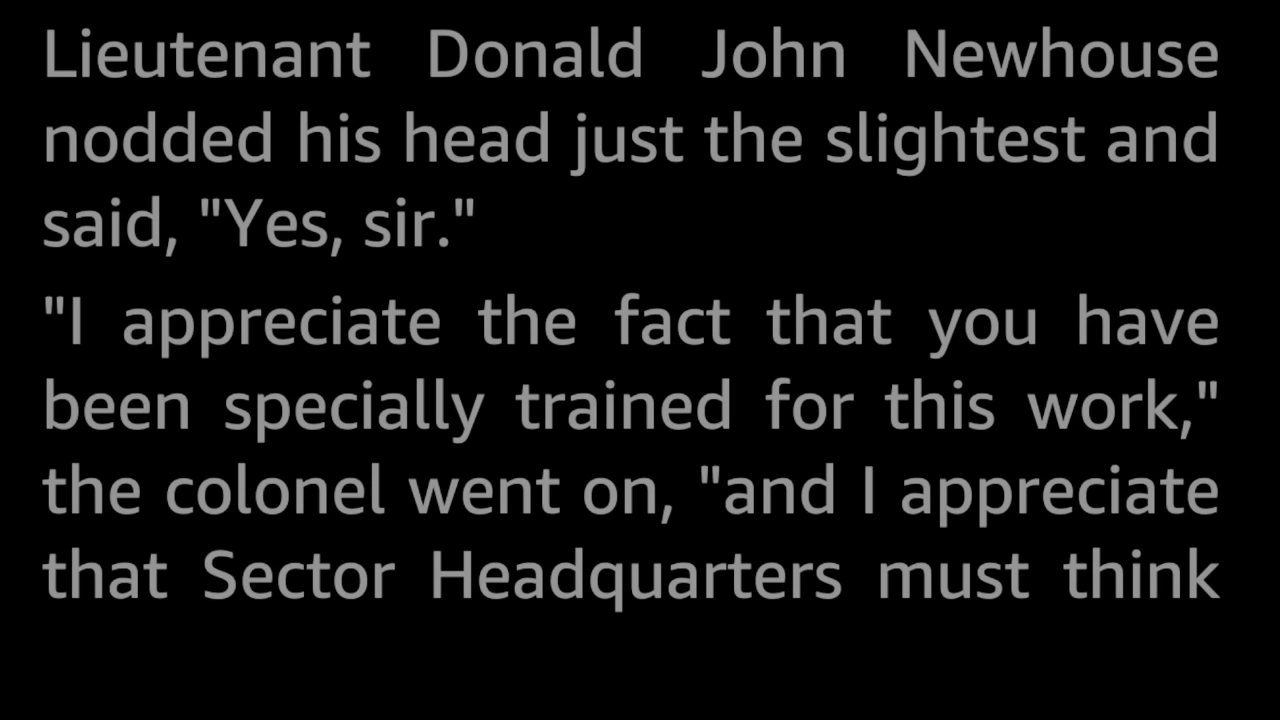 Lieutenant Donald John Newhouse
nodded his head just the slightest and
said, "Yes, sir."
"I appreciate the fact that you have
been specially trained for this work,"
the colonel went on, "and I appreciate
that Sector Headquarters must think